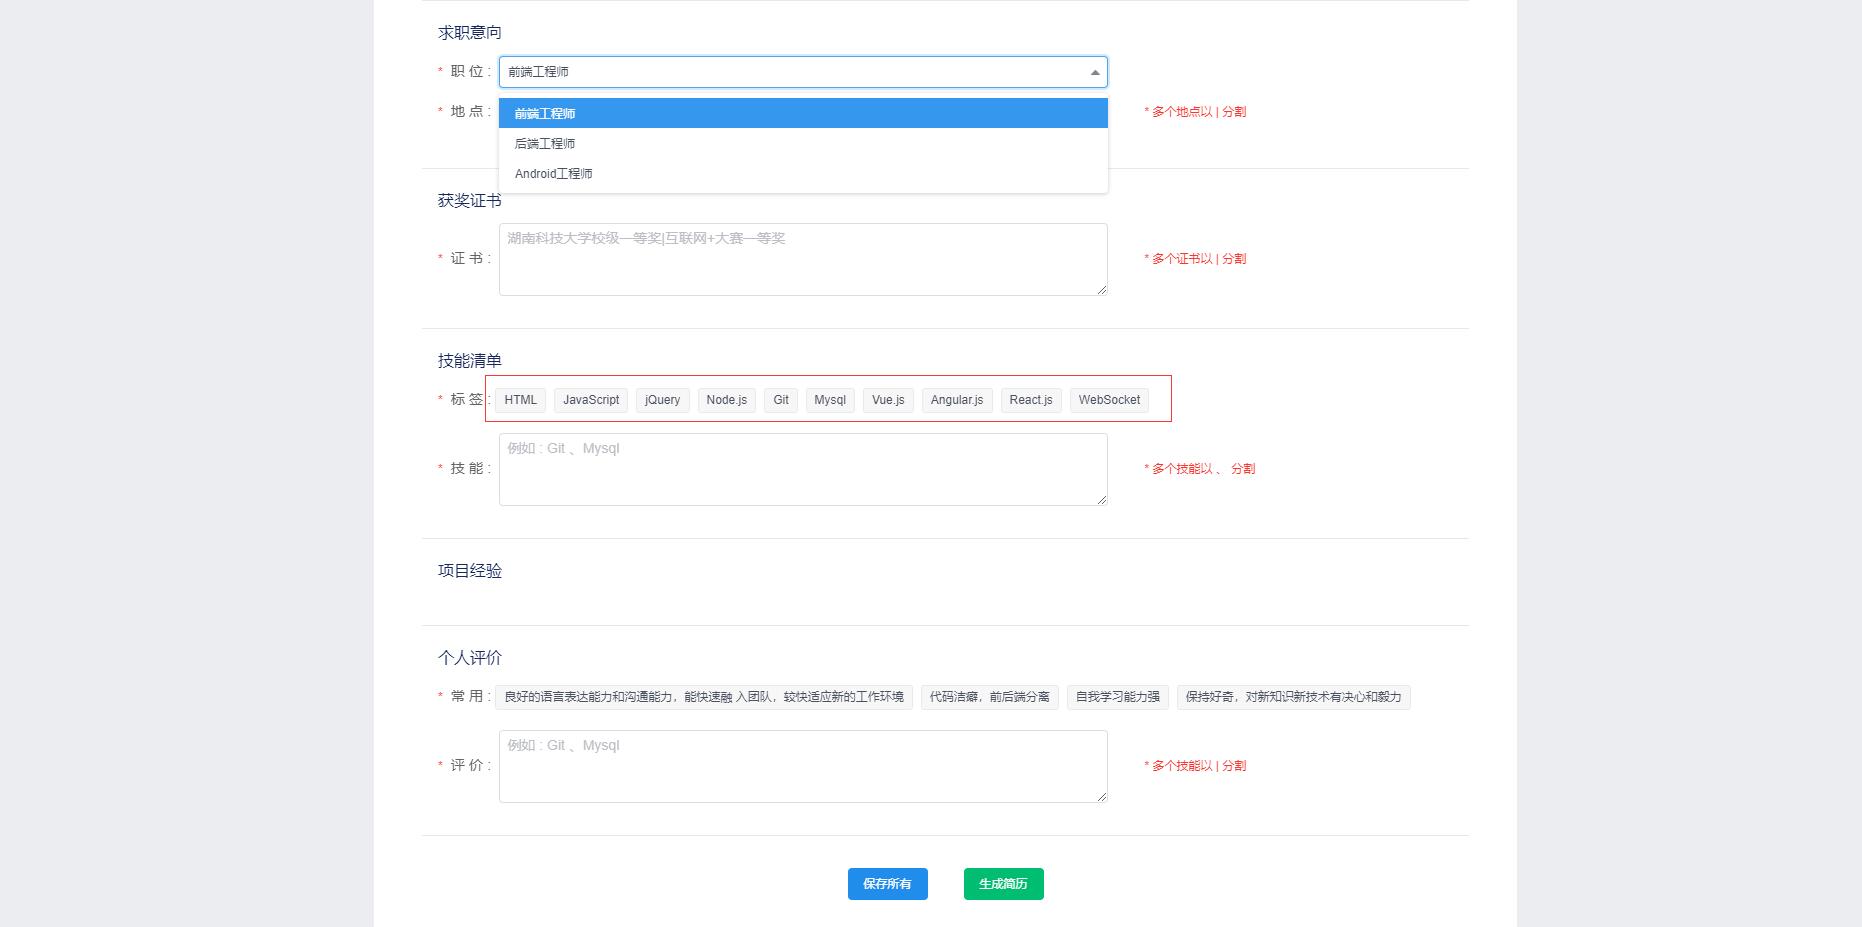 求职意向
* 职 位 : 前端工程师
前端工程师
* 地 点 : * 多个地点以 | 分割
后端工程师
Android工程师
获奖证书
湖南科技大学校级一等奖|互联网+大赛一等奖
* 证 书 : * 多个证书以 | 分割
技能清单
* 标 签 : HTML JavaScript jQuery Node.js Git Mysql Vue.js Angular.js React.js WebSocket
例如 : Git 、Mysql
* 技 能 : * 多个技能以 、 分割
项目经验
个人评价
* 常 用 : 良好的语言表达能力和沟通能力，能快速融 入团队，较快适应新的工作环境 代码洁癖，前后端分离 自我学习能力强 保持好奇，对新知识新技术有决心和毅力
例如 : Git 、Mysql
* 评 价 : * 多个技能以 | 分割
保存所有 生成简历